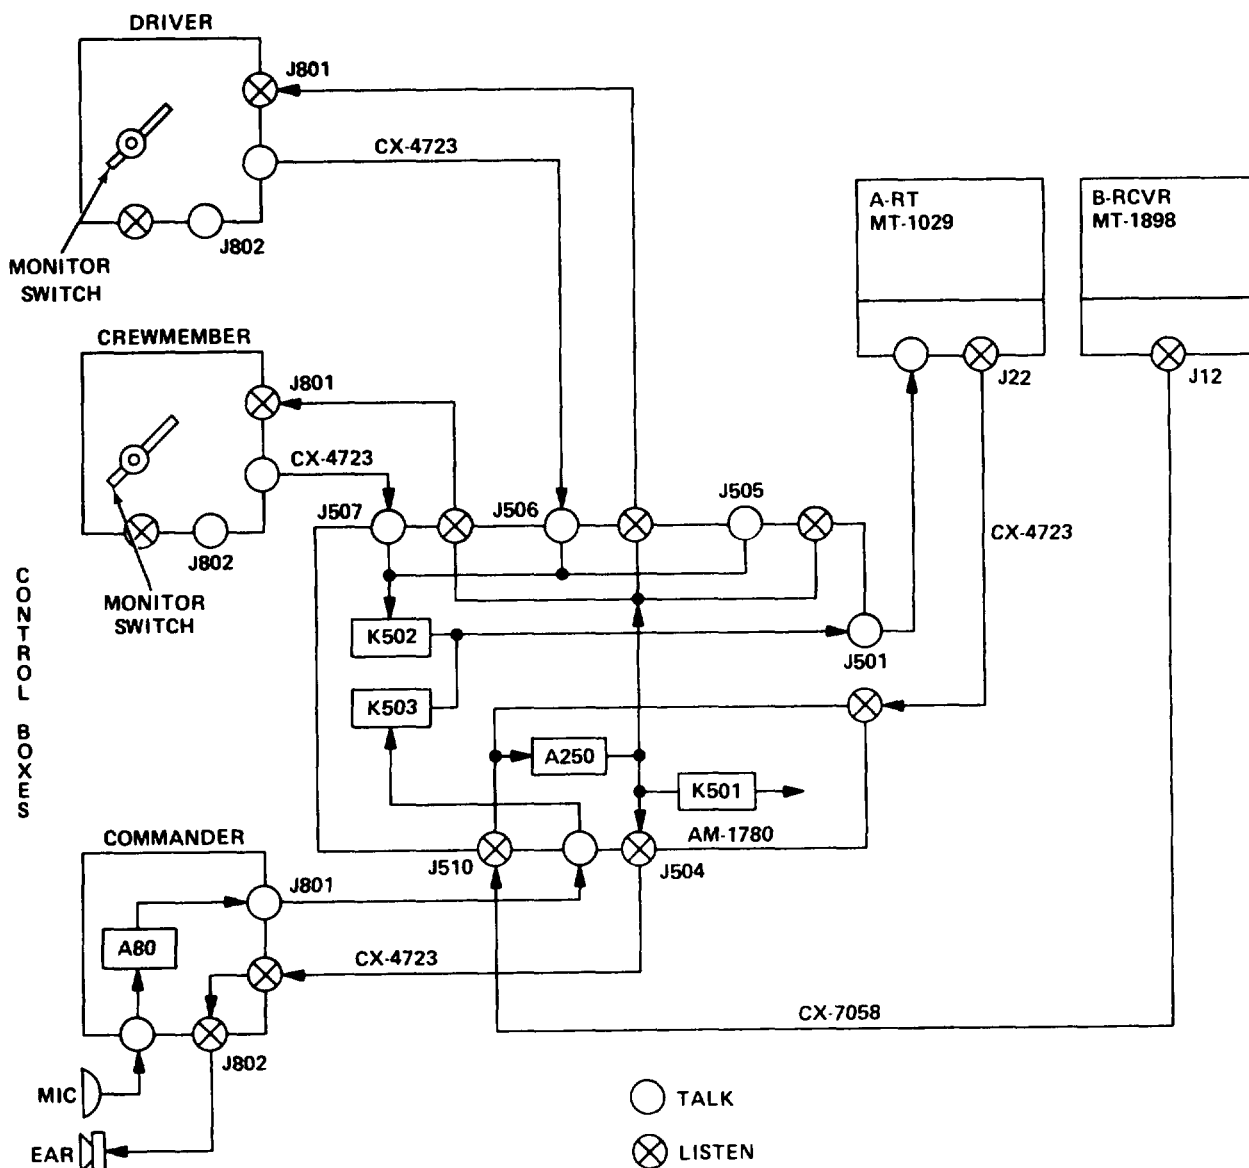 DRIVER
J801
CX-4723
J802
MONITOR
SWITCH
A-RT
MT-1029
B-RCVR
MT-1898
J22
J12
CREWMEMBER
J801
CX-4723
J802
MONITOR
SWITCH
J507
J506
J505
CX-4723
K502
J501
K503
A250
K501
AM-1780
J510
J504
CONTROL BOXES
COMMANDER
J801
A80
CX-4723
J802
CX-7058
MIC
EAR
TALK
LISTEN